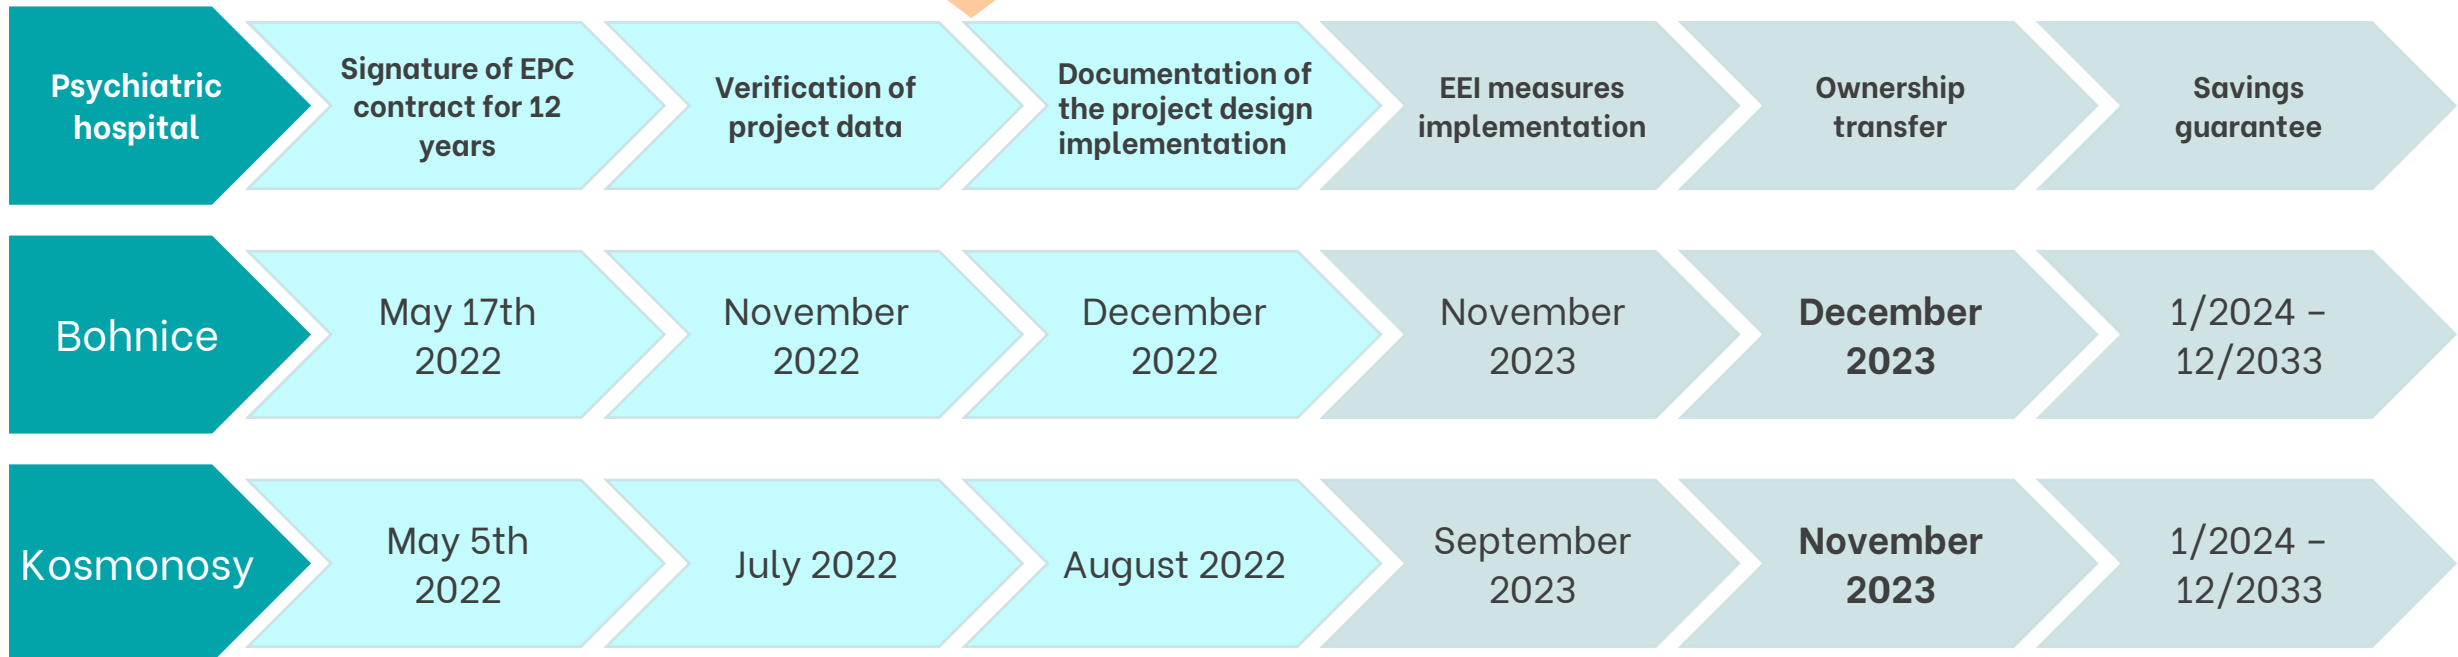 Psychiatric
hospital
Signature of EPC
contract for 12
years
Verification of
project data
Documentation of
the project design
implementation
EEI measures
implementation
Ownership
transfer
Savings
guarantee
Bohnice
May 17th
2022
November
2022
December
2022
November
2023
December
2023
1/2024 –
12/2033
Kosmonosy
May 5th
2022
July 2022
August 2022
September
2023
November
2023
1/2024 –
12/2033